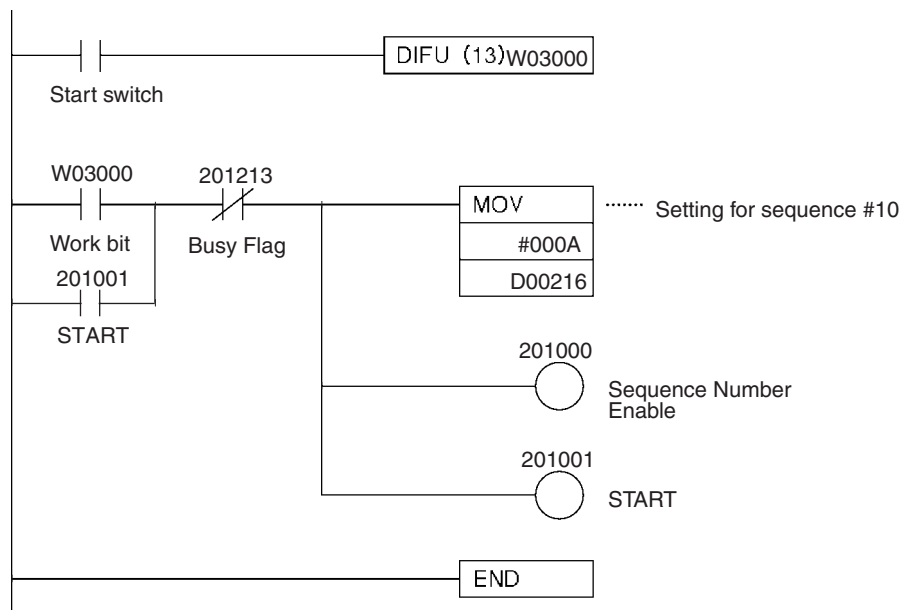 DIFU (13)W03000
Start switch
W03000
201213
MOV
....... Setting for sequence #10
Work bit
Busy Flag
#000A
201001
D00216
START
201000
Sequence Number
Enable
201001
START
END